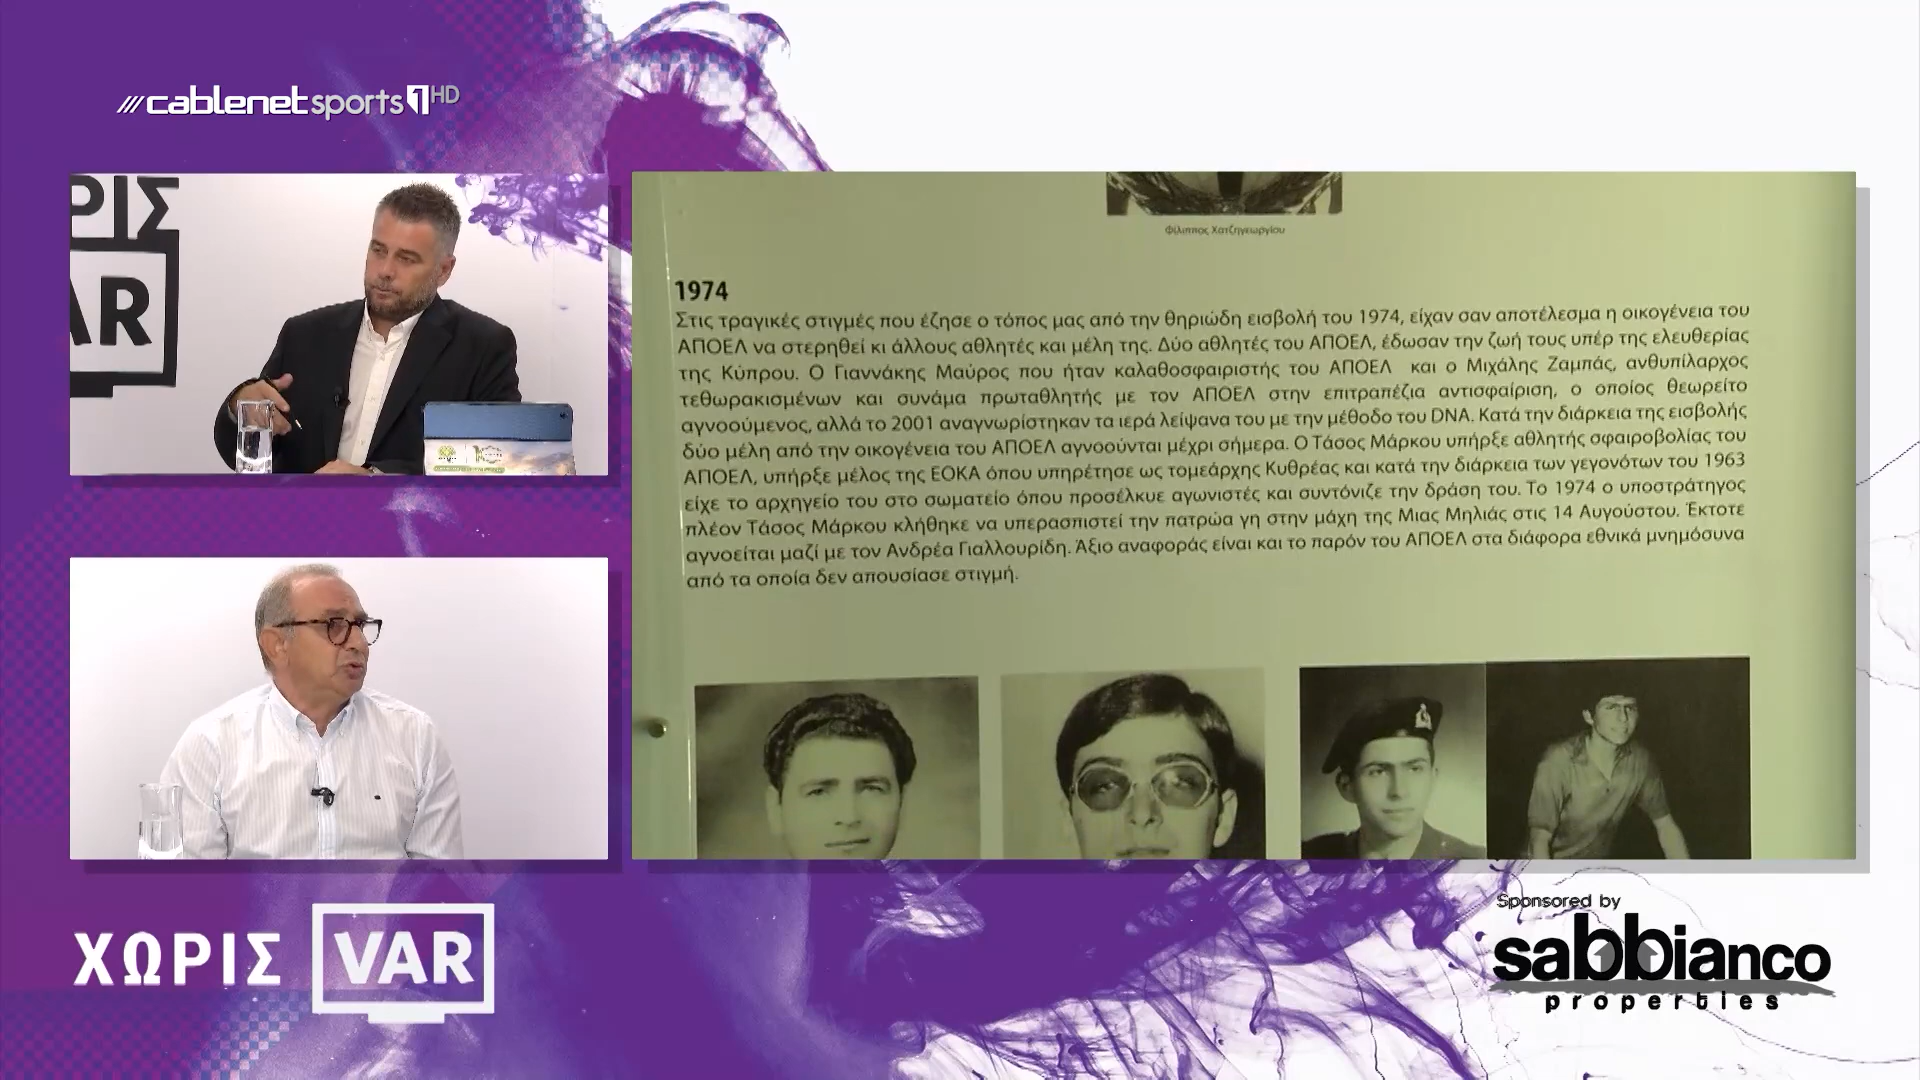 cablenet sports 1 HD
ΡΙΣ
AR
Φίλιππος Χατζηγεωργίου
1974
Στις τραγικές στιγμές που έζησε ο τόπος μας από την θηριώδη εισβολή του 1974, είχαν σαν αποτέλεσμα η οικογένεια του
ΑΠΟΕΛ να στερηθεί κι άλλους αθλητές και μέλη της. Δύο αθλητές του ΑΠΟΕΛ, έδωσαν την ζωή τους υπέρ της ελευθερίας
της Κύπρου. Ο Γιαννάκης Μαύρος που ήταν καλαθοσφαιριστής του ΑΠΟΕΛ και ο Μιχάλης Ζαμπάς, ανθυπίλαρχος
τεθωρακισμένων και συνάμα πρωταθλητής με τον ΑΠΟΕΛ στην επιτραπέζια αντισφαίριση, ο οποίος θεωρείτο
αγνοούμενος, αλλά το 2001 αναγνωρίστηκαν τα ιερά λείψανα του με την μέθοδο του DNA. Κατά την διάρκεια της εισβολής
δύο μέλη από την οικογένεια του ΑΠΟΕΛ αγνοούνται μέχρι σήμερα. Ο Τάσος Μάρκου υπήρξε αθλητής σφαιροβολίας του
ΑΠΟΕΛ, υπήρξε μέλος της ΕΟΚΑ όπου υπηρέτησε ως τομεάρχης Κυθρέας και κατά την διάρκεια των γεγονότων του 1963
είχε το αρχηγείο του στο σωματείο όπου προσέλκυε αγωνιστές και συντόνιζε την δράση του. Το 1974 ο υποστράτηγος
πλέον Τάσος Μάρκου κλήθηκε να υπερασπιστεί την πατρώα γη στην μάχη της Μιας Μηλιάς στις 14 Αυγούστου. Έκτοτε
αγνοείται μαζί με τον Ανδρέα Γιαλλουρίδη. Άξιο αναφοράς είναι και το παρόν του ΑΠΟΕΛ στα διάφορα εθνικά μνημόσυνα
από τα οποία δεν απουσίασε στιγμή.
ΧΩΡΙΣ VAR
Sponsored by
sabbianco
properties